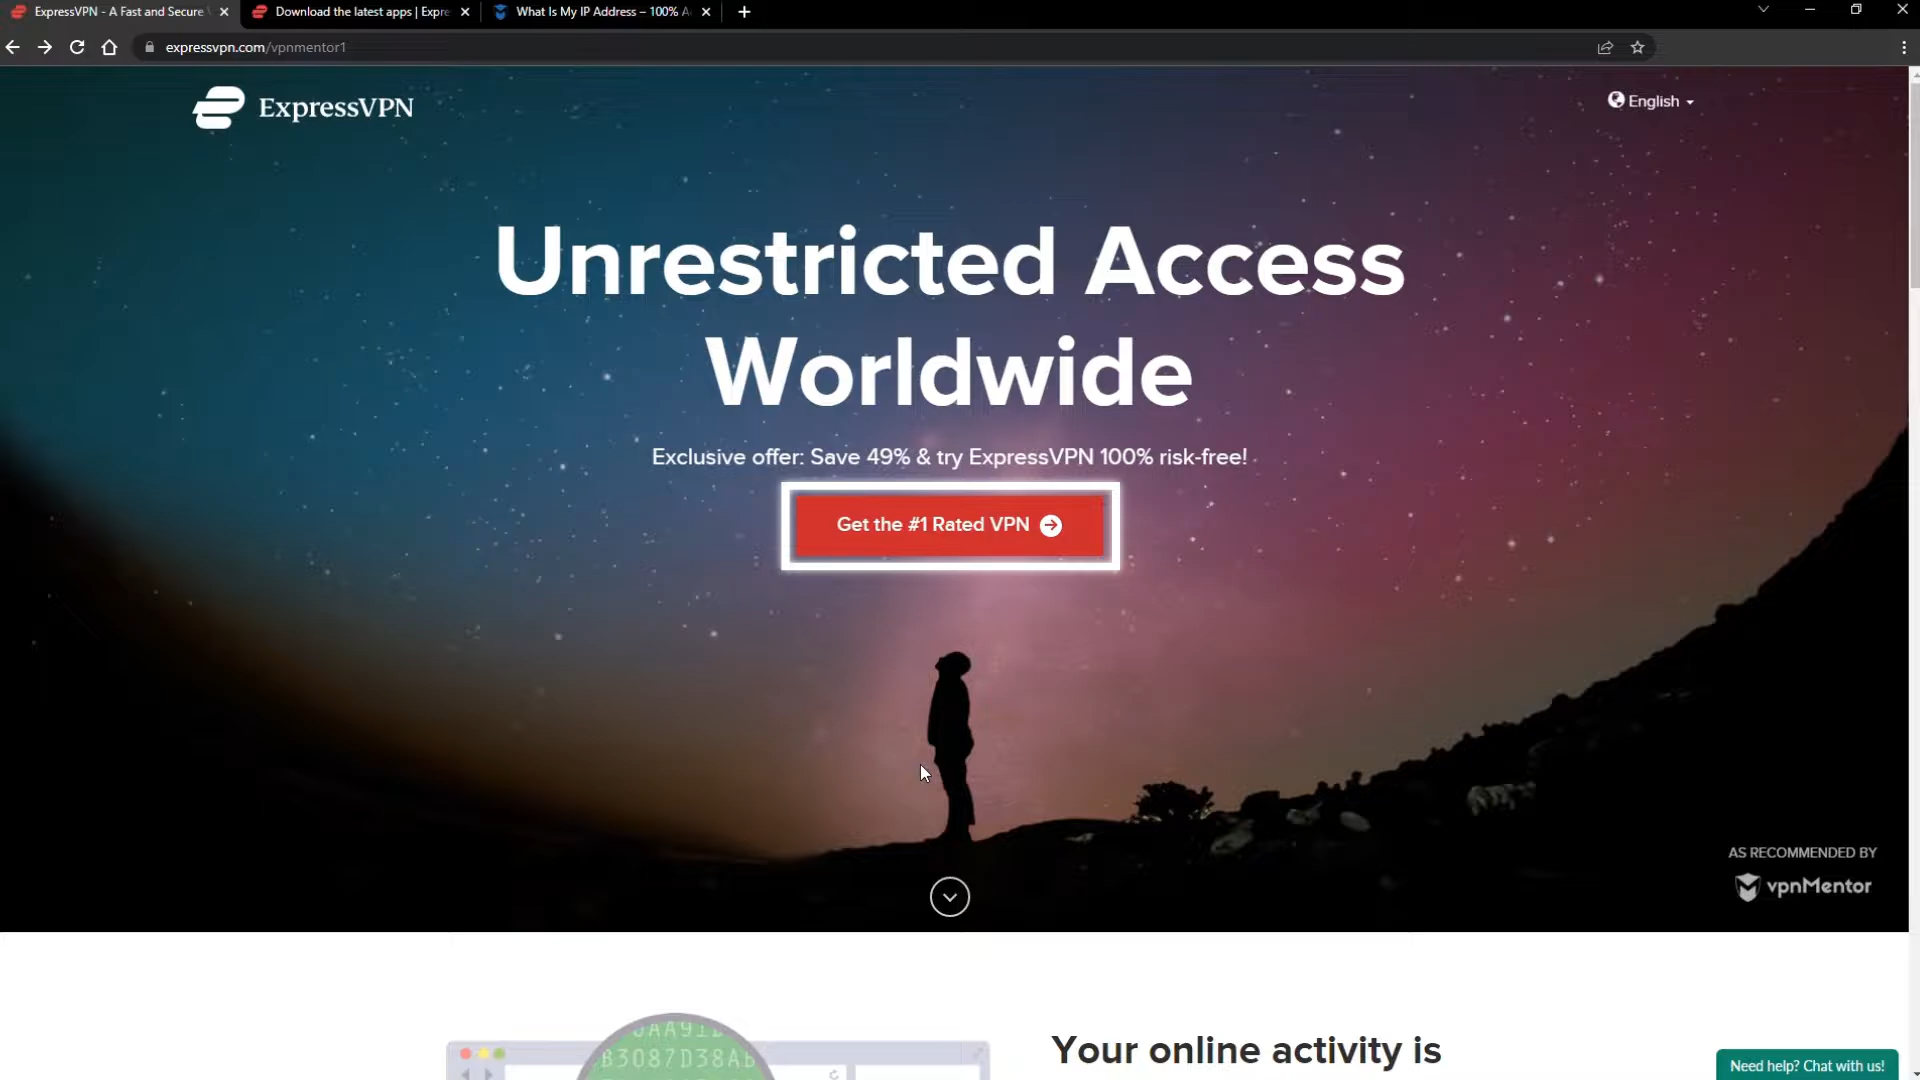 ExpressVPN - A Fast and Secure
Download the latest apps | Expre
What Is My IP Address – 100% A
expressvpn.com/vpnmentor1
ExpressVPN
English
Unrestricted Access
Worldwide
Exclusive offer: Save 49% & try ExpressVPN 100% risk-free!
Get the #1 Rated VPN
AS RECOMMENDED BY
vpnMentor
B3087D38AB
Your online activity is
Need help? Chat with us!